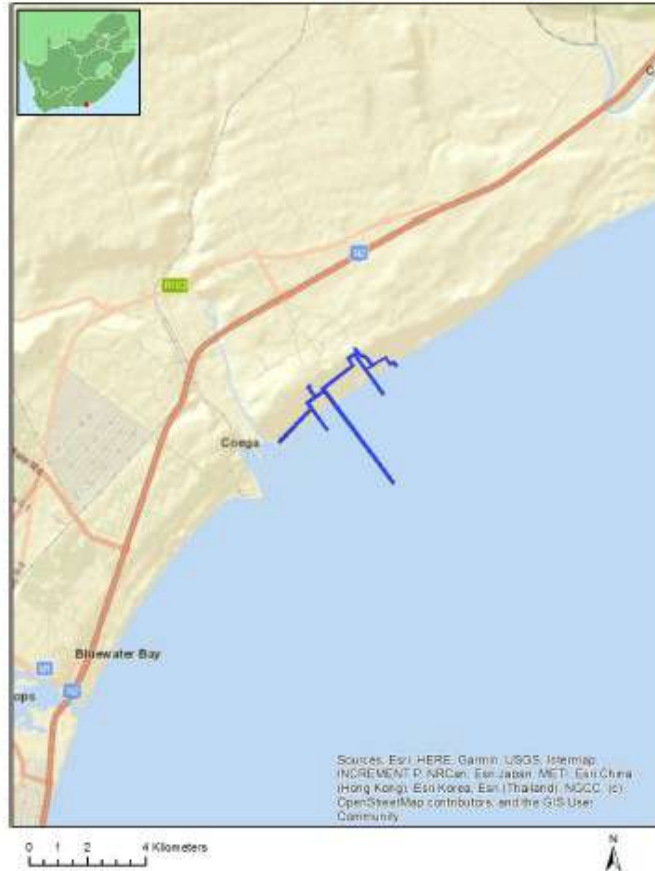 N2
Coega
Bluewater Bay
N2
ops
Sources: Esri, HERE, Garmin, USGS, Intermap,
INCREMENT P, NRCan, Esri Japan, METI, Esri China
(Hong Kong), Esri Korea, Esri (Thailand), NGCC, (c)
OpenStreetMap contributors, and the GIS User
Community
N
0 1 2 4 Kilometers